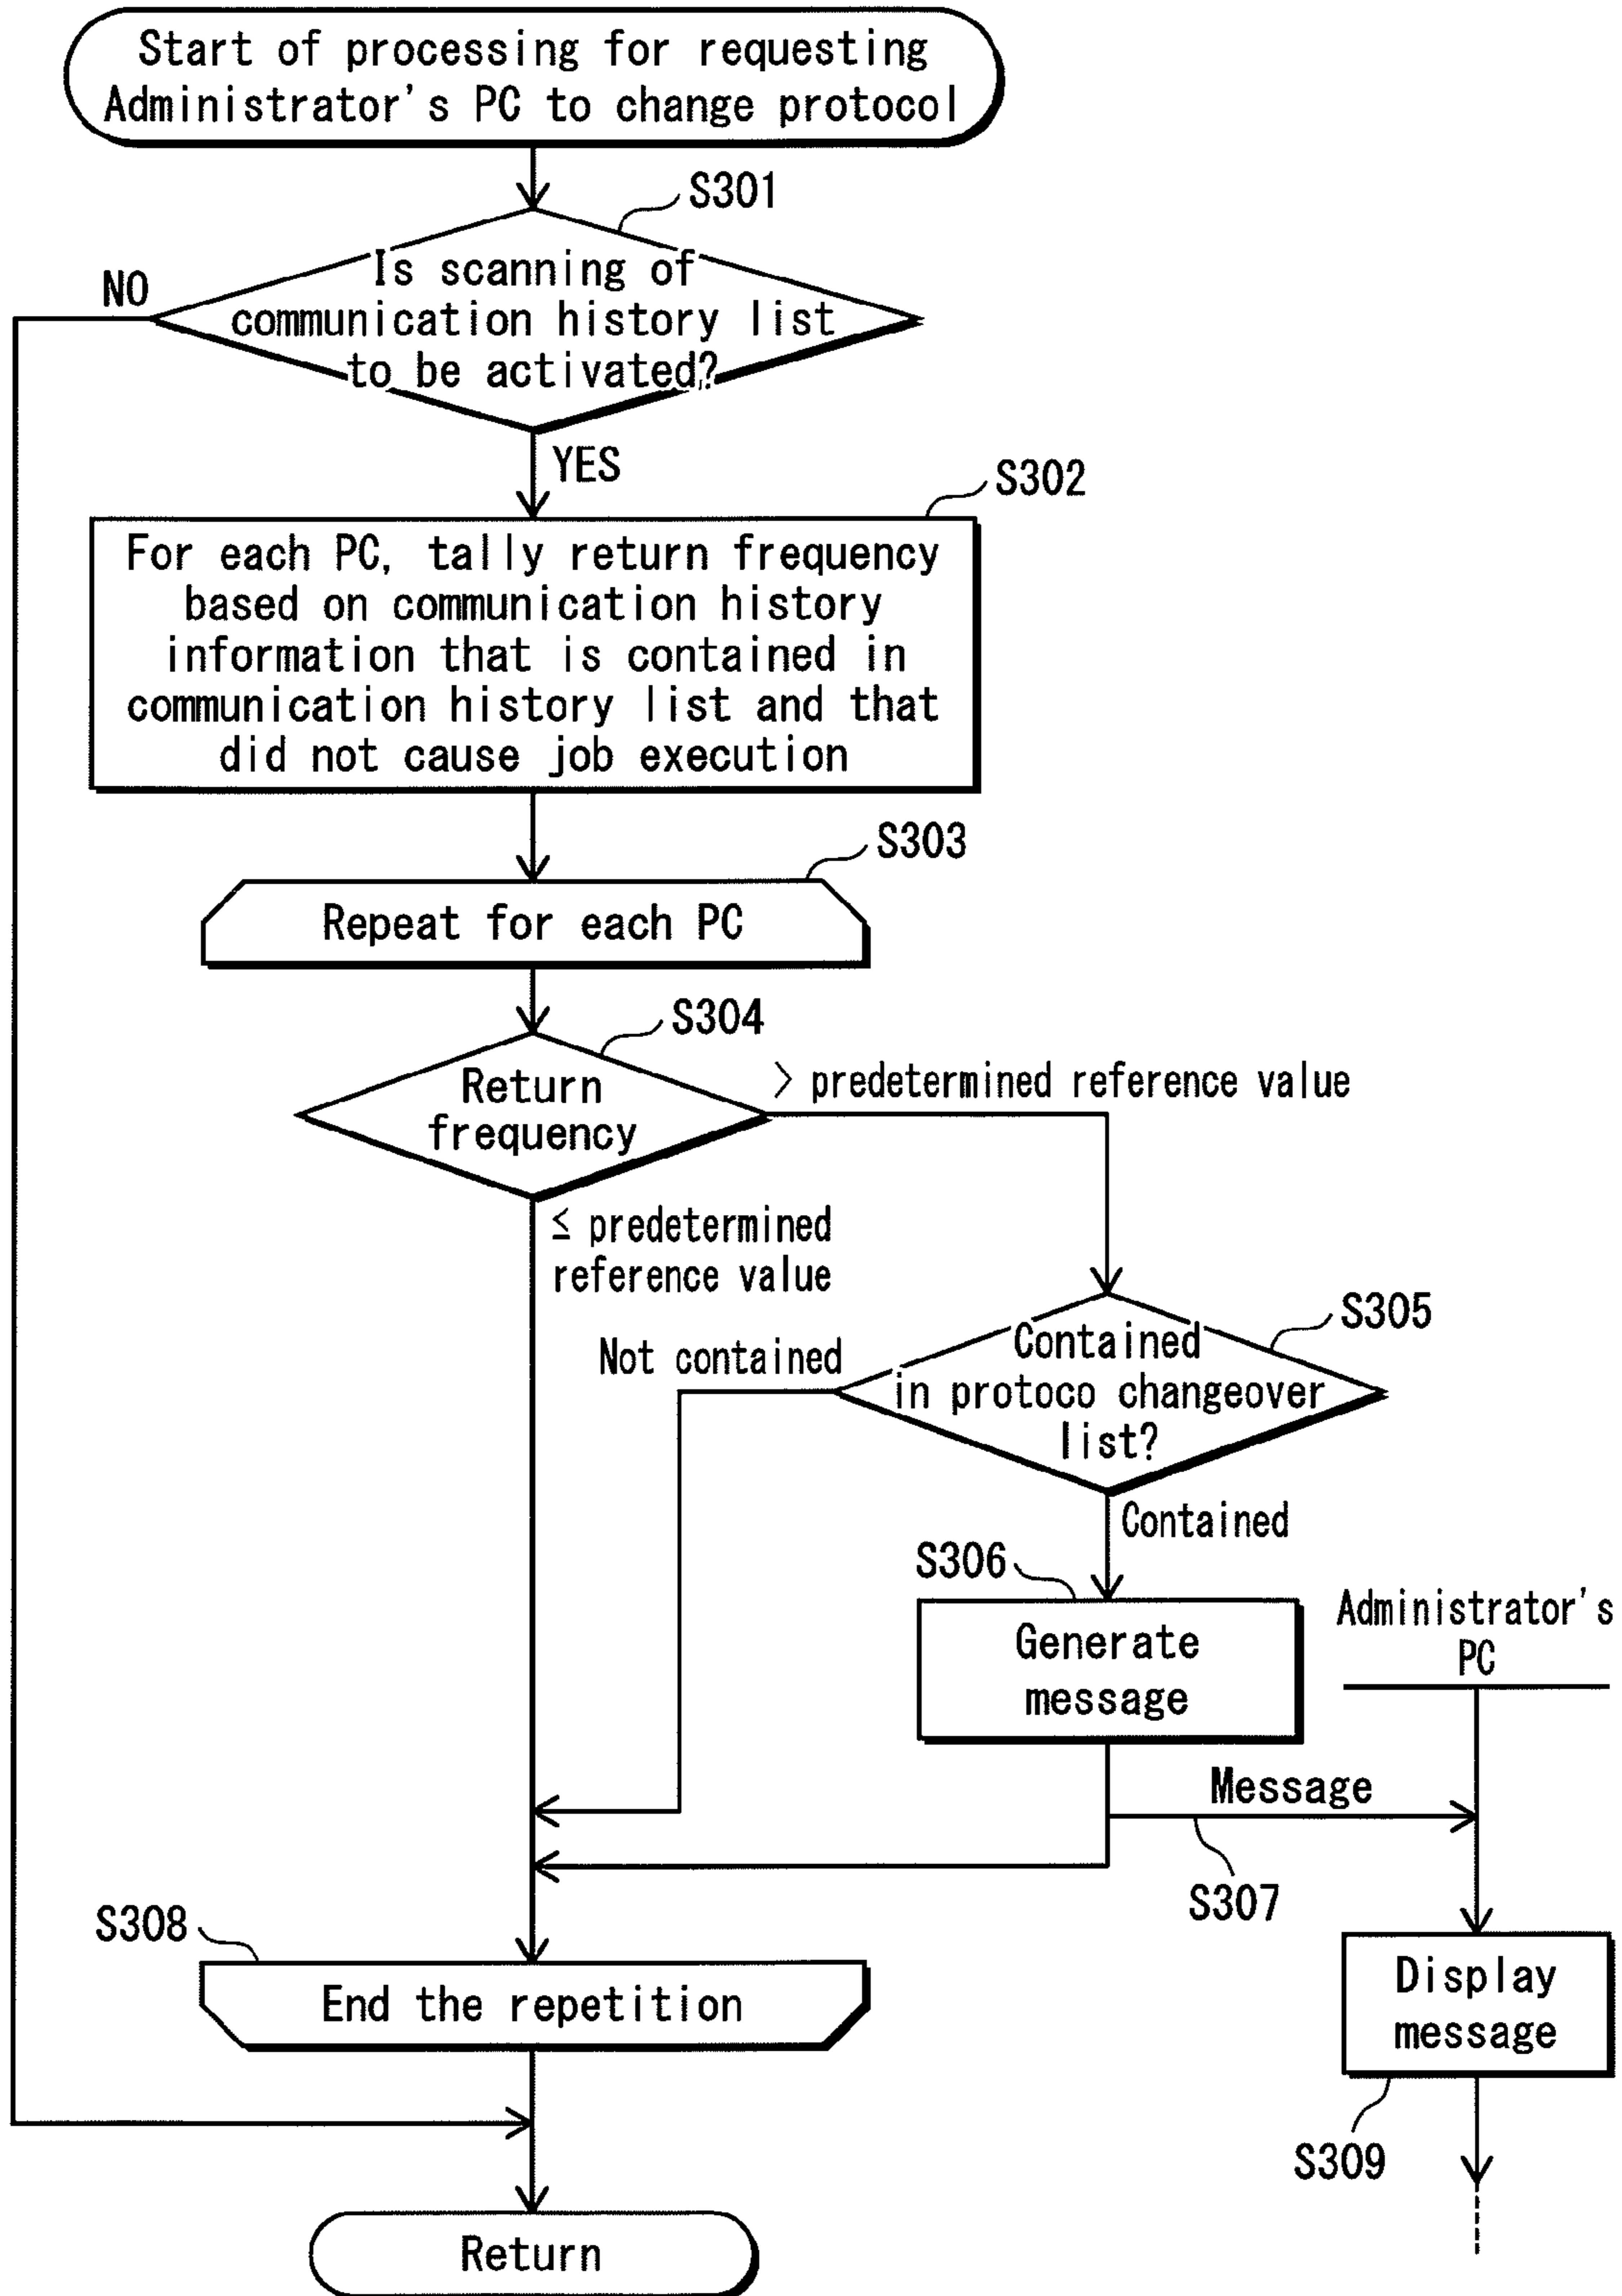 Start of processing for requesting
Administrator's PC to change protocol
S301
Is scanning of
communication history list
to be activated?
NO
YES
S302
For each PC, tally return frequency
based on communication history
information that is contained in
communication history list and that
did not cause job execution
S303
Repeat for each PC
S304
Return
frequency
> predetermined reference value
≤ predetermined
reference value
S305
Contained
in protoco changeover
list?
Not contained
Contained
S306
Generate
message
Administrator's
PC
Message
S307
S308
End the repetition
Display
message
S309
Return